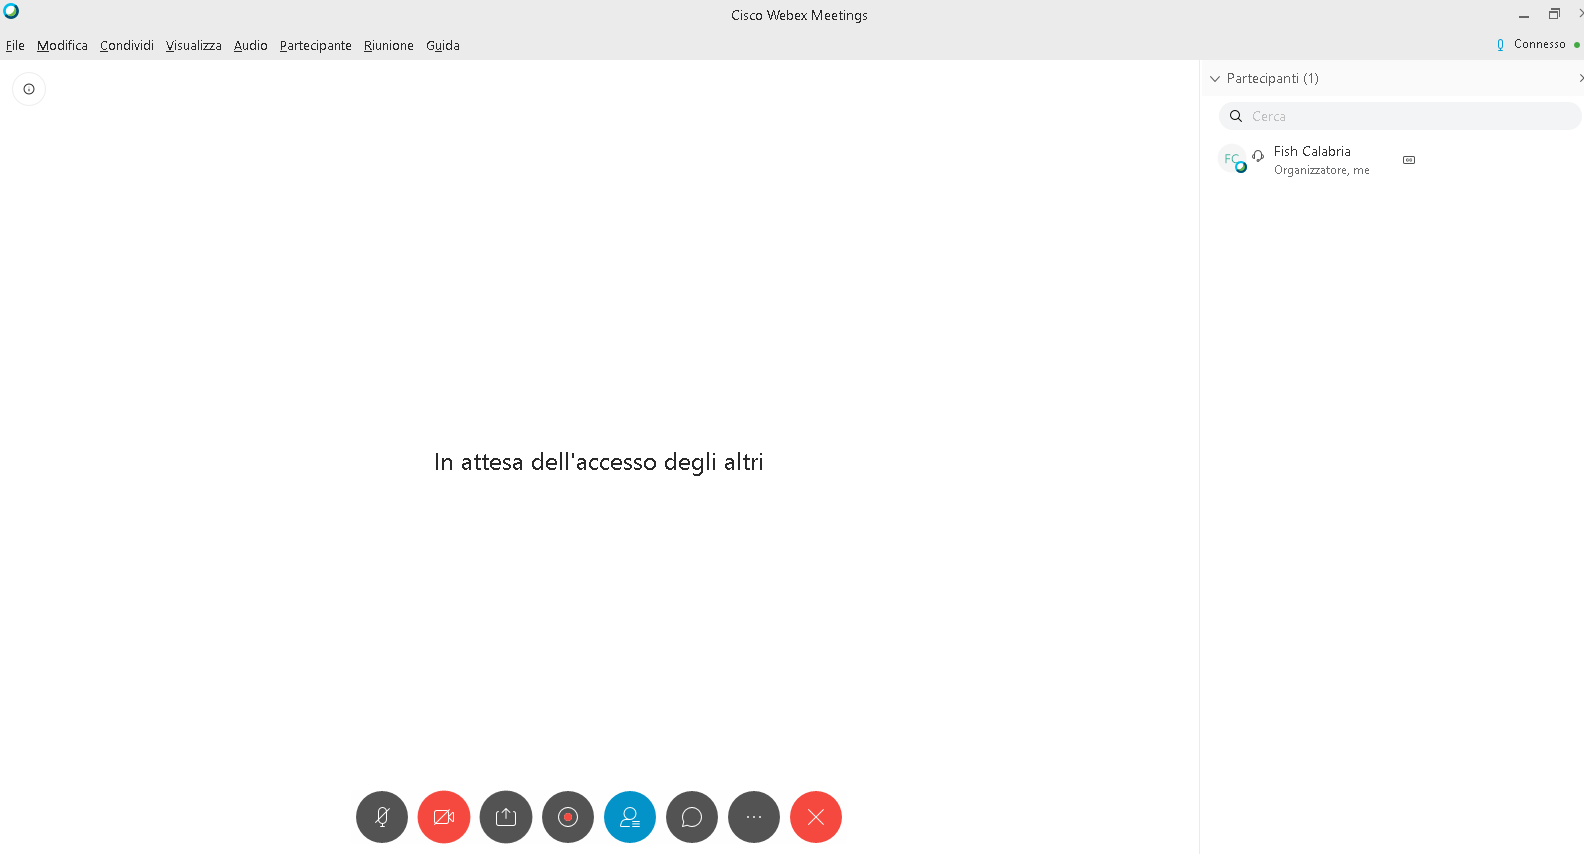 Cisco Webex Meetings
File Modifica Condividi Visualizza Audio Partecipante Riunione Guida
Connesso
Partecipanti (1)
Cerca
FC
Fish Calabria
Organizzatore, me
In attesa dell'accesso degli altri